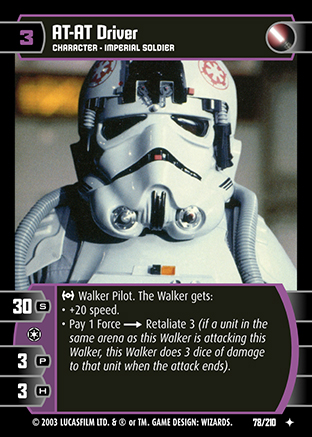 3
AT-AT Driver
CHARACTER - IMPERIAL SOLDIER
30 S
3 P
3 H
Walker Pilot. The Walker gets:
• +20 speed.
• Pay 1 Force → Retaliate 3 (if a unit in the
same arena as this Walker is attacking this
Walker, this Walker does 3 dice of damage
to that unit when the attack ends).
© 2003 LUCASFILM LTD. & ® or TM. GAME DESIGN: WIZARDS.
78/210